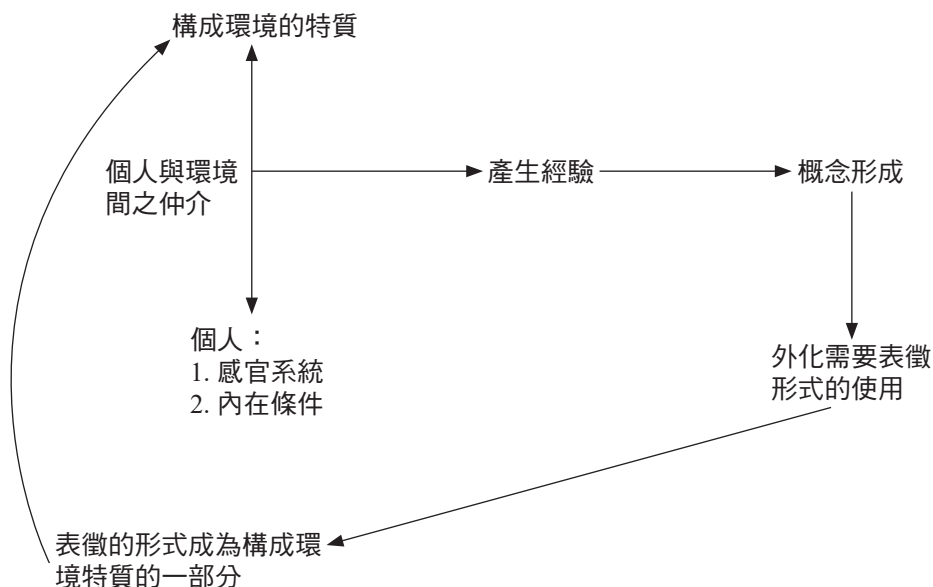 構成環境的特質
個人與環境
間之仲介
產生經驗
概念形成
個人：
1. 感官系統
2. 內在條件
外化需要表徵
形式的使用
表徵的形式成為構成環
境特質的一部分